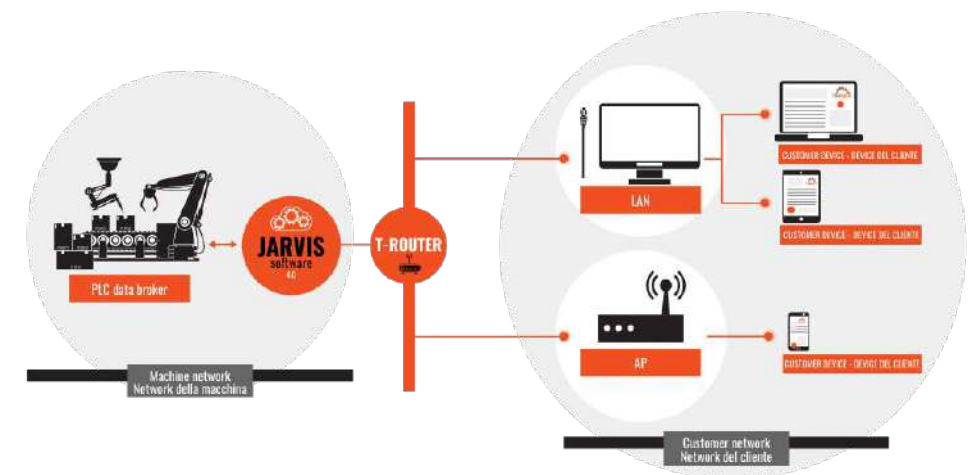 PLC data broker
JARVIS
software
4.0
Machine network
Network della macchina
T-ROUTER
LAN
CUSTOMER DEVICE - DEVICE DEL CLIENTE
CUSTOMER DEVICE - DEVICE DEL CLIENTE
AP
CUSTOMER DEVICE - DEVICE DEL CLIENTE
Customer network
Network del cliente